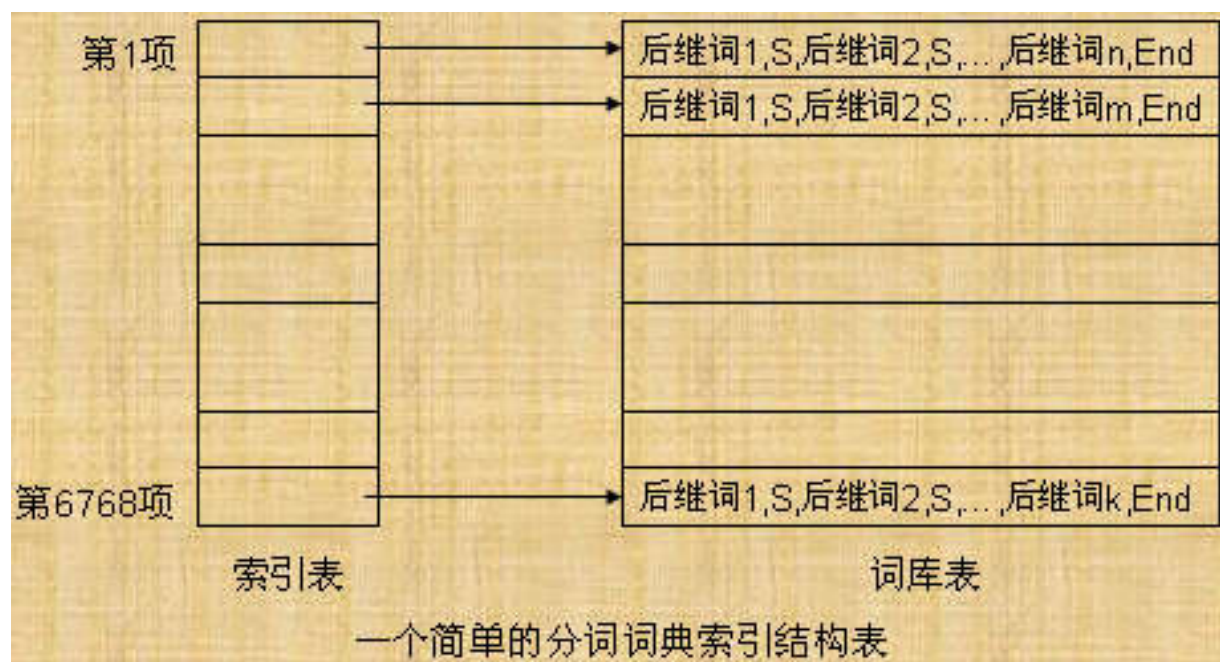 第1项 后继词1,S,后继词2,S,…,后继词n,End
后继词1,S,后继词2,S,…,后继词m,End
第6768项 后继词1,S,后继词2,S,…,后继词k,End
索引表 词库表
一个简单的分词词典索引结构表